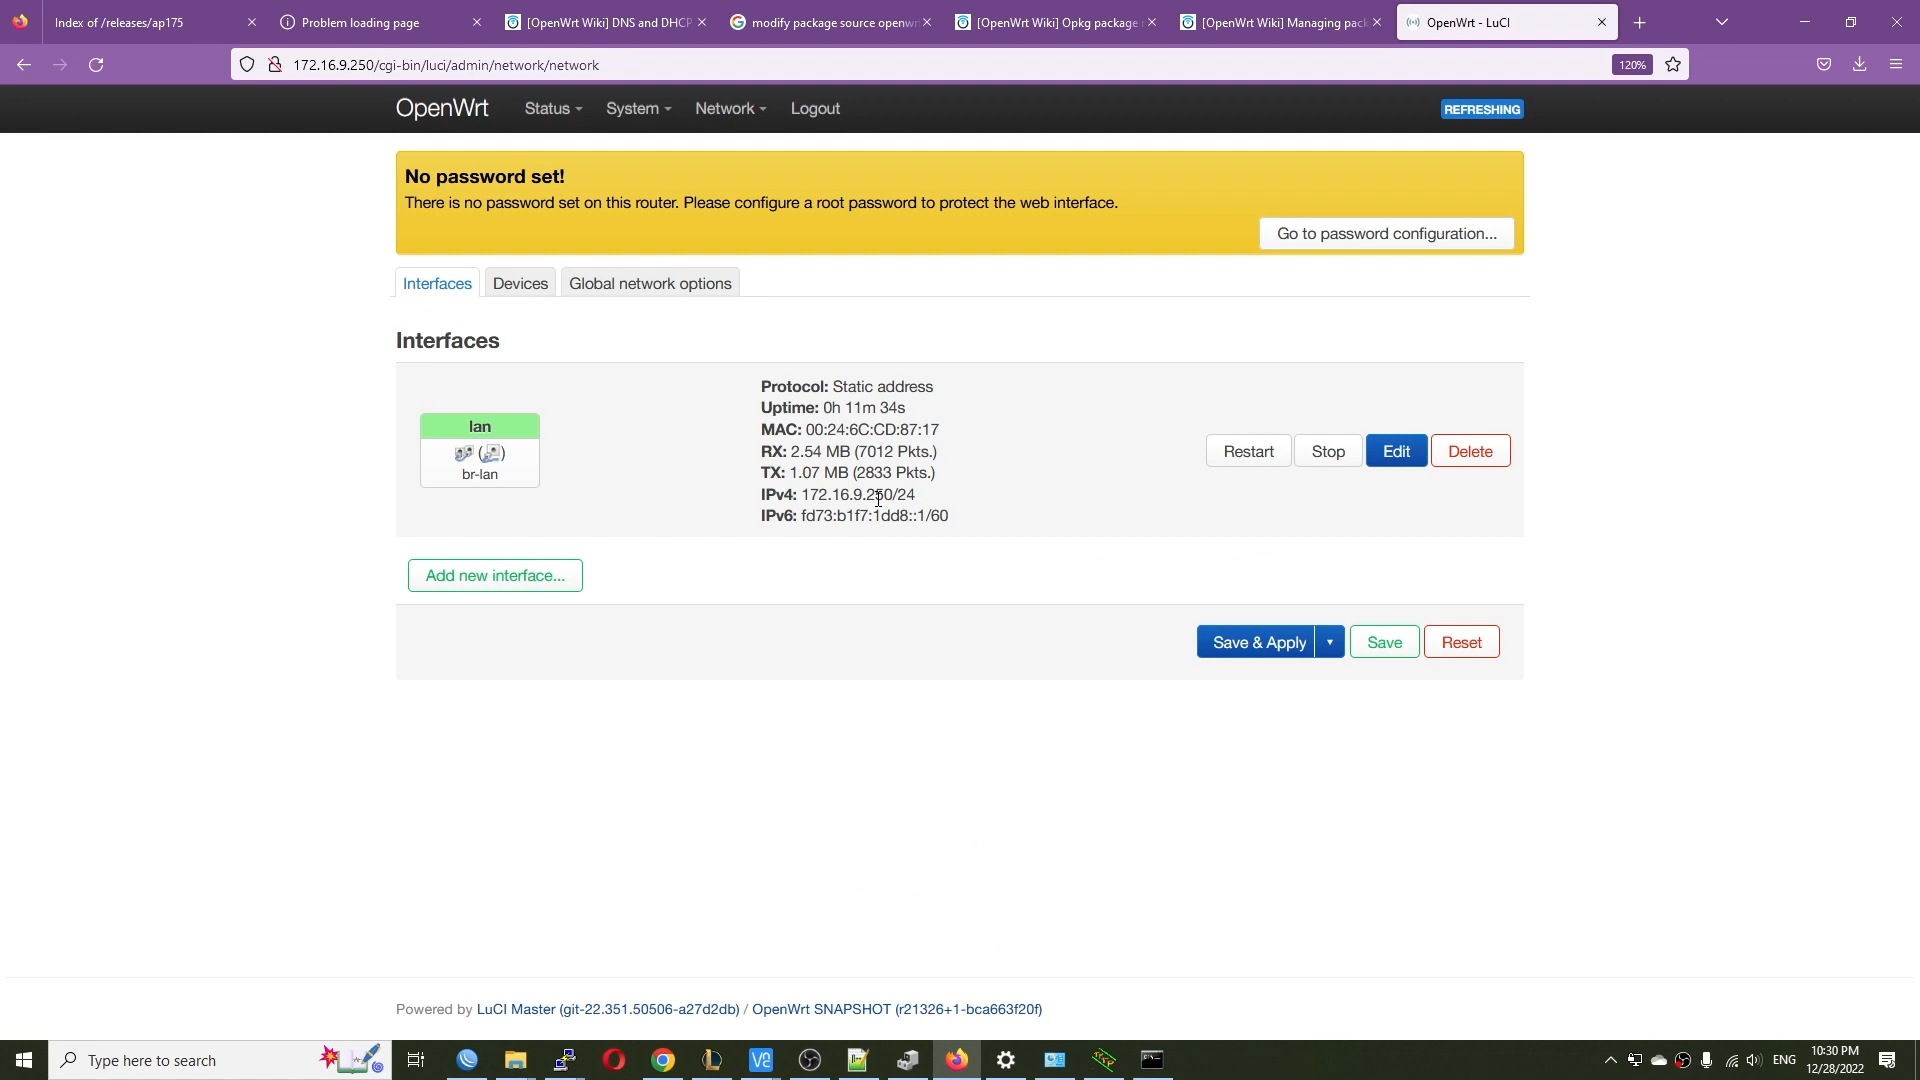 Index of /releases/ap175
Problem loading page
[OpenWrt Wiki] DNS and DHCP
modify package source openwr
[OpenWrt Wiki] Opkg package
[OpenWrt Wiki] Managing pack
OpenWrt - LuCI
172.16.9.250/cgi-bin/luci/admin/network/network
120%
OpenWrt
Status
System
Network
Logout
REFRESHING
No password set!
There is no password set on this router. Please configure a root password to protect the web interface.
Go to password configuration...
Interfaces
Devices
Global network options
Interfaces
lan
br-lan
Protocol: Static address
Uptime: 0h 11m 34s
MAC: 00:24:6C:CD:87:17
RX: 2.54 MB (7012 Pkts.)
TX: 1.07 MB (2833 Pkts.)
IPv4: 172.16.9.250/24
IPv6: fd73:b1f7:1dd8::1/60
Restart
Stop
Edit
Delete
Add new interface...
Save & Apply
Save
Reset
Powered by LuCI Master (git-22.351.50506-a27d2db) / OpenWrt SNAPSHOT (r21326+1-bca663f20f)
Type here to search
ENG
10:30 PM
12/28/2022